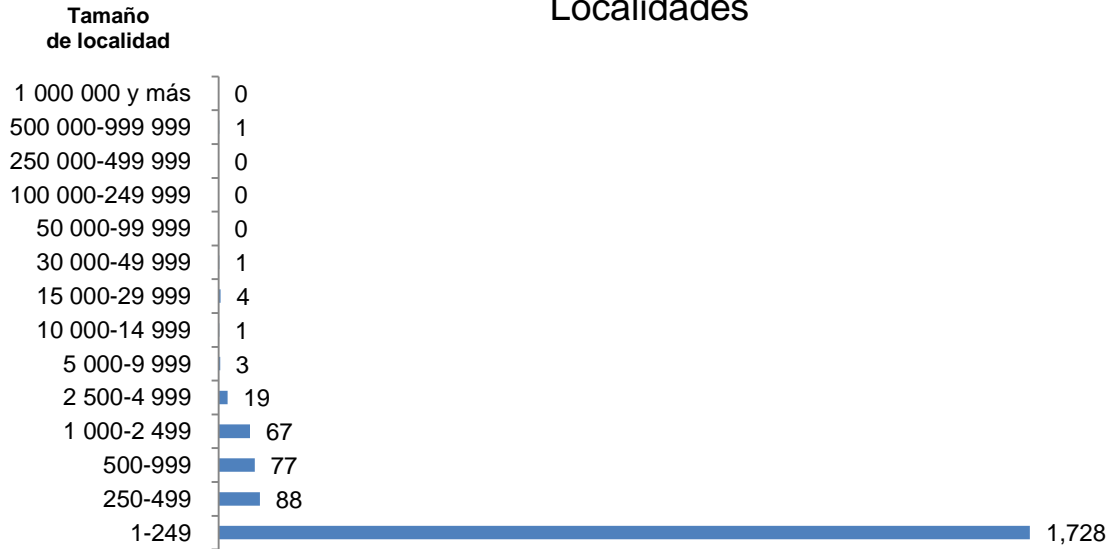 Localidades
Tamaño
de localidad
1 000 000 y más 0
500 000-999 999 1
250 000-499 999 0
100 000-249 999 0
50 000-99 999 0
30 000-49 999 1
15 000-29 999 4
10 000-14 999 1
5 000-9 999 3
2 500-4 999 19
1 000-2 499 67
500-999 77
250-499 88
1-249 1,728